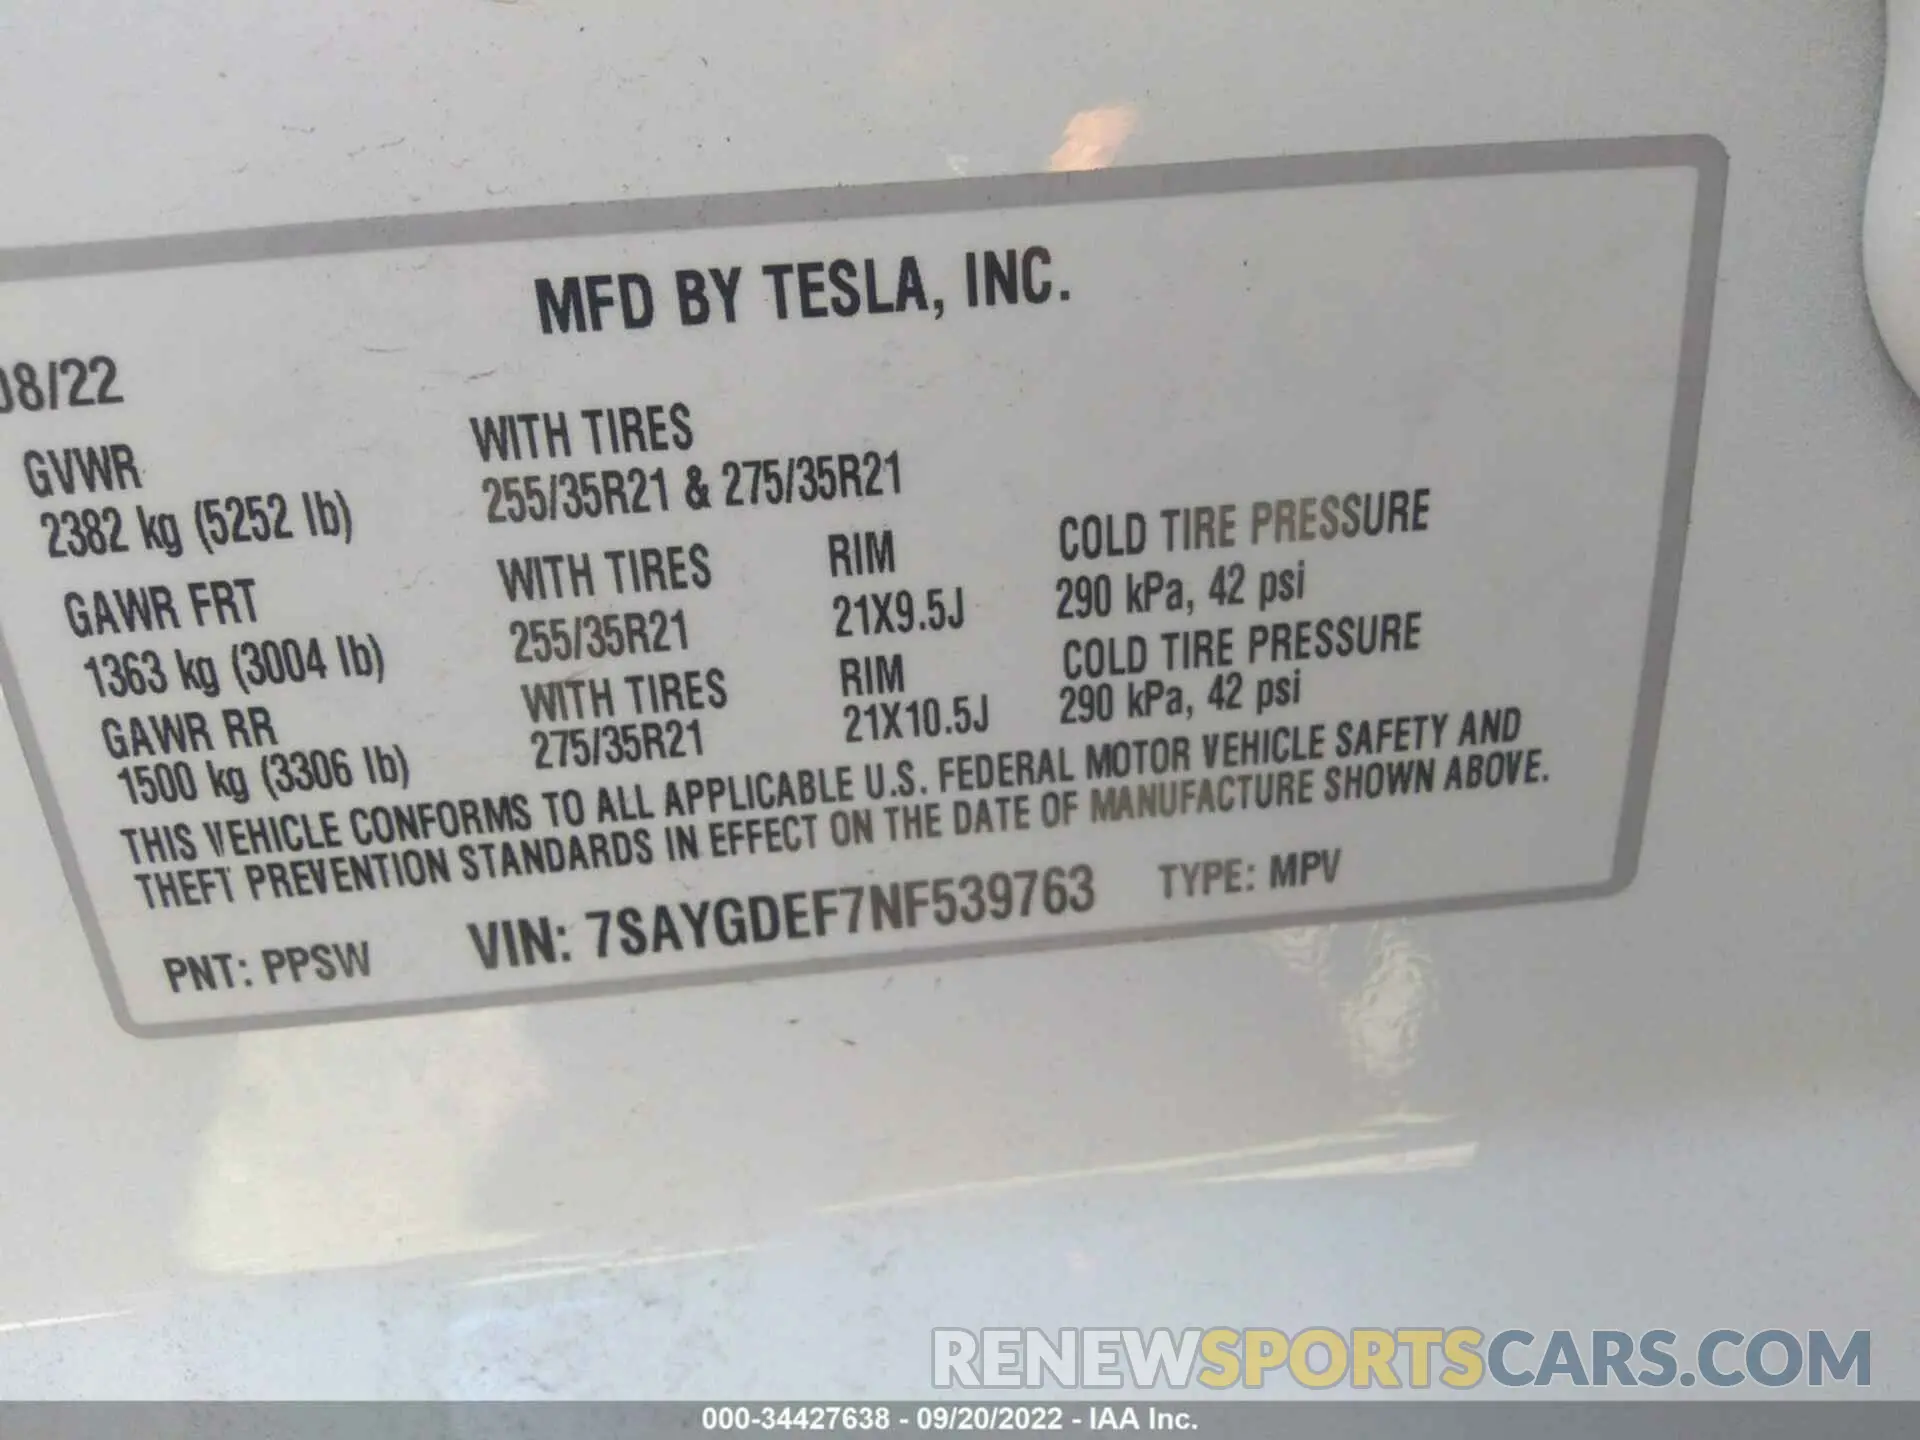 MFD BY TESLA, INC.
08/22
GVWR WITH TIRES
2382 kg (5252 lb) 255/35R21 & 275/35R21
GAWR FRT WITH TIRES RIM COLD TIRE PRESSURE
1363 kg (3004 lb) 255/35R21 21X9.5J 290 kPa, 42 psi
GAWR RR WITH TIRES RIM COLD TIRE PRESSURE
1500 kg (3306 lb) 275/35R21 21X10.5J 290 kPa, 42 psi
THIS VEHICLE CONFORMS TO ALL APPLICABLE U.S. FEDERAL MOTOR VEHICLE SAFETY AND
THEFT PREVENTION STANDARDS IN EFFECT ON THE DATE OF MANUFACTURE SHOWN ABOVE.
PNT: PPSW VIN: 7SAYGDEF7NF539763 TYPE: MPV
RENEWSPORTSCARS.COM
000-34427638 - 09/20/2022 - IAA Inc.